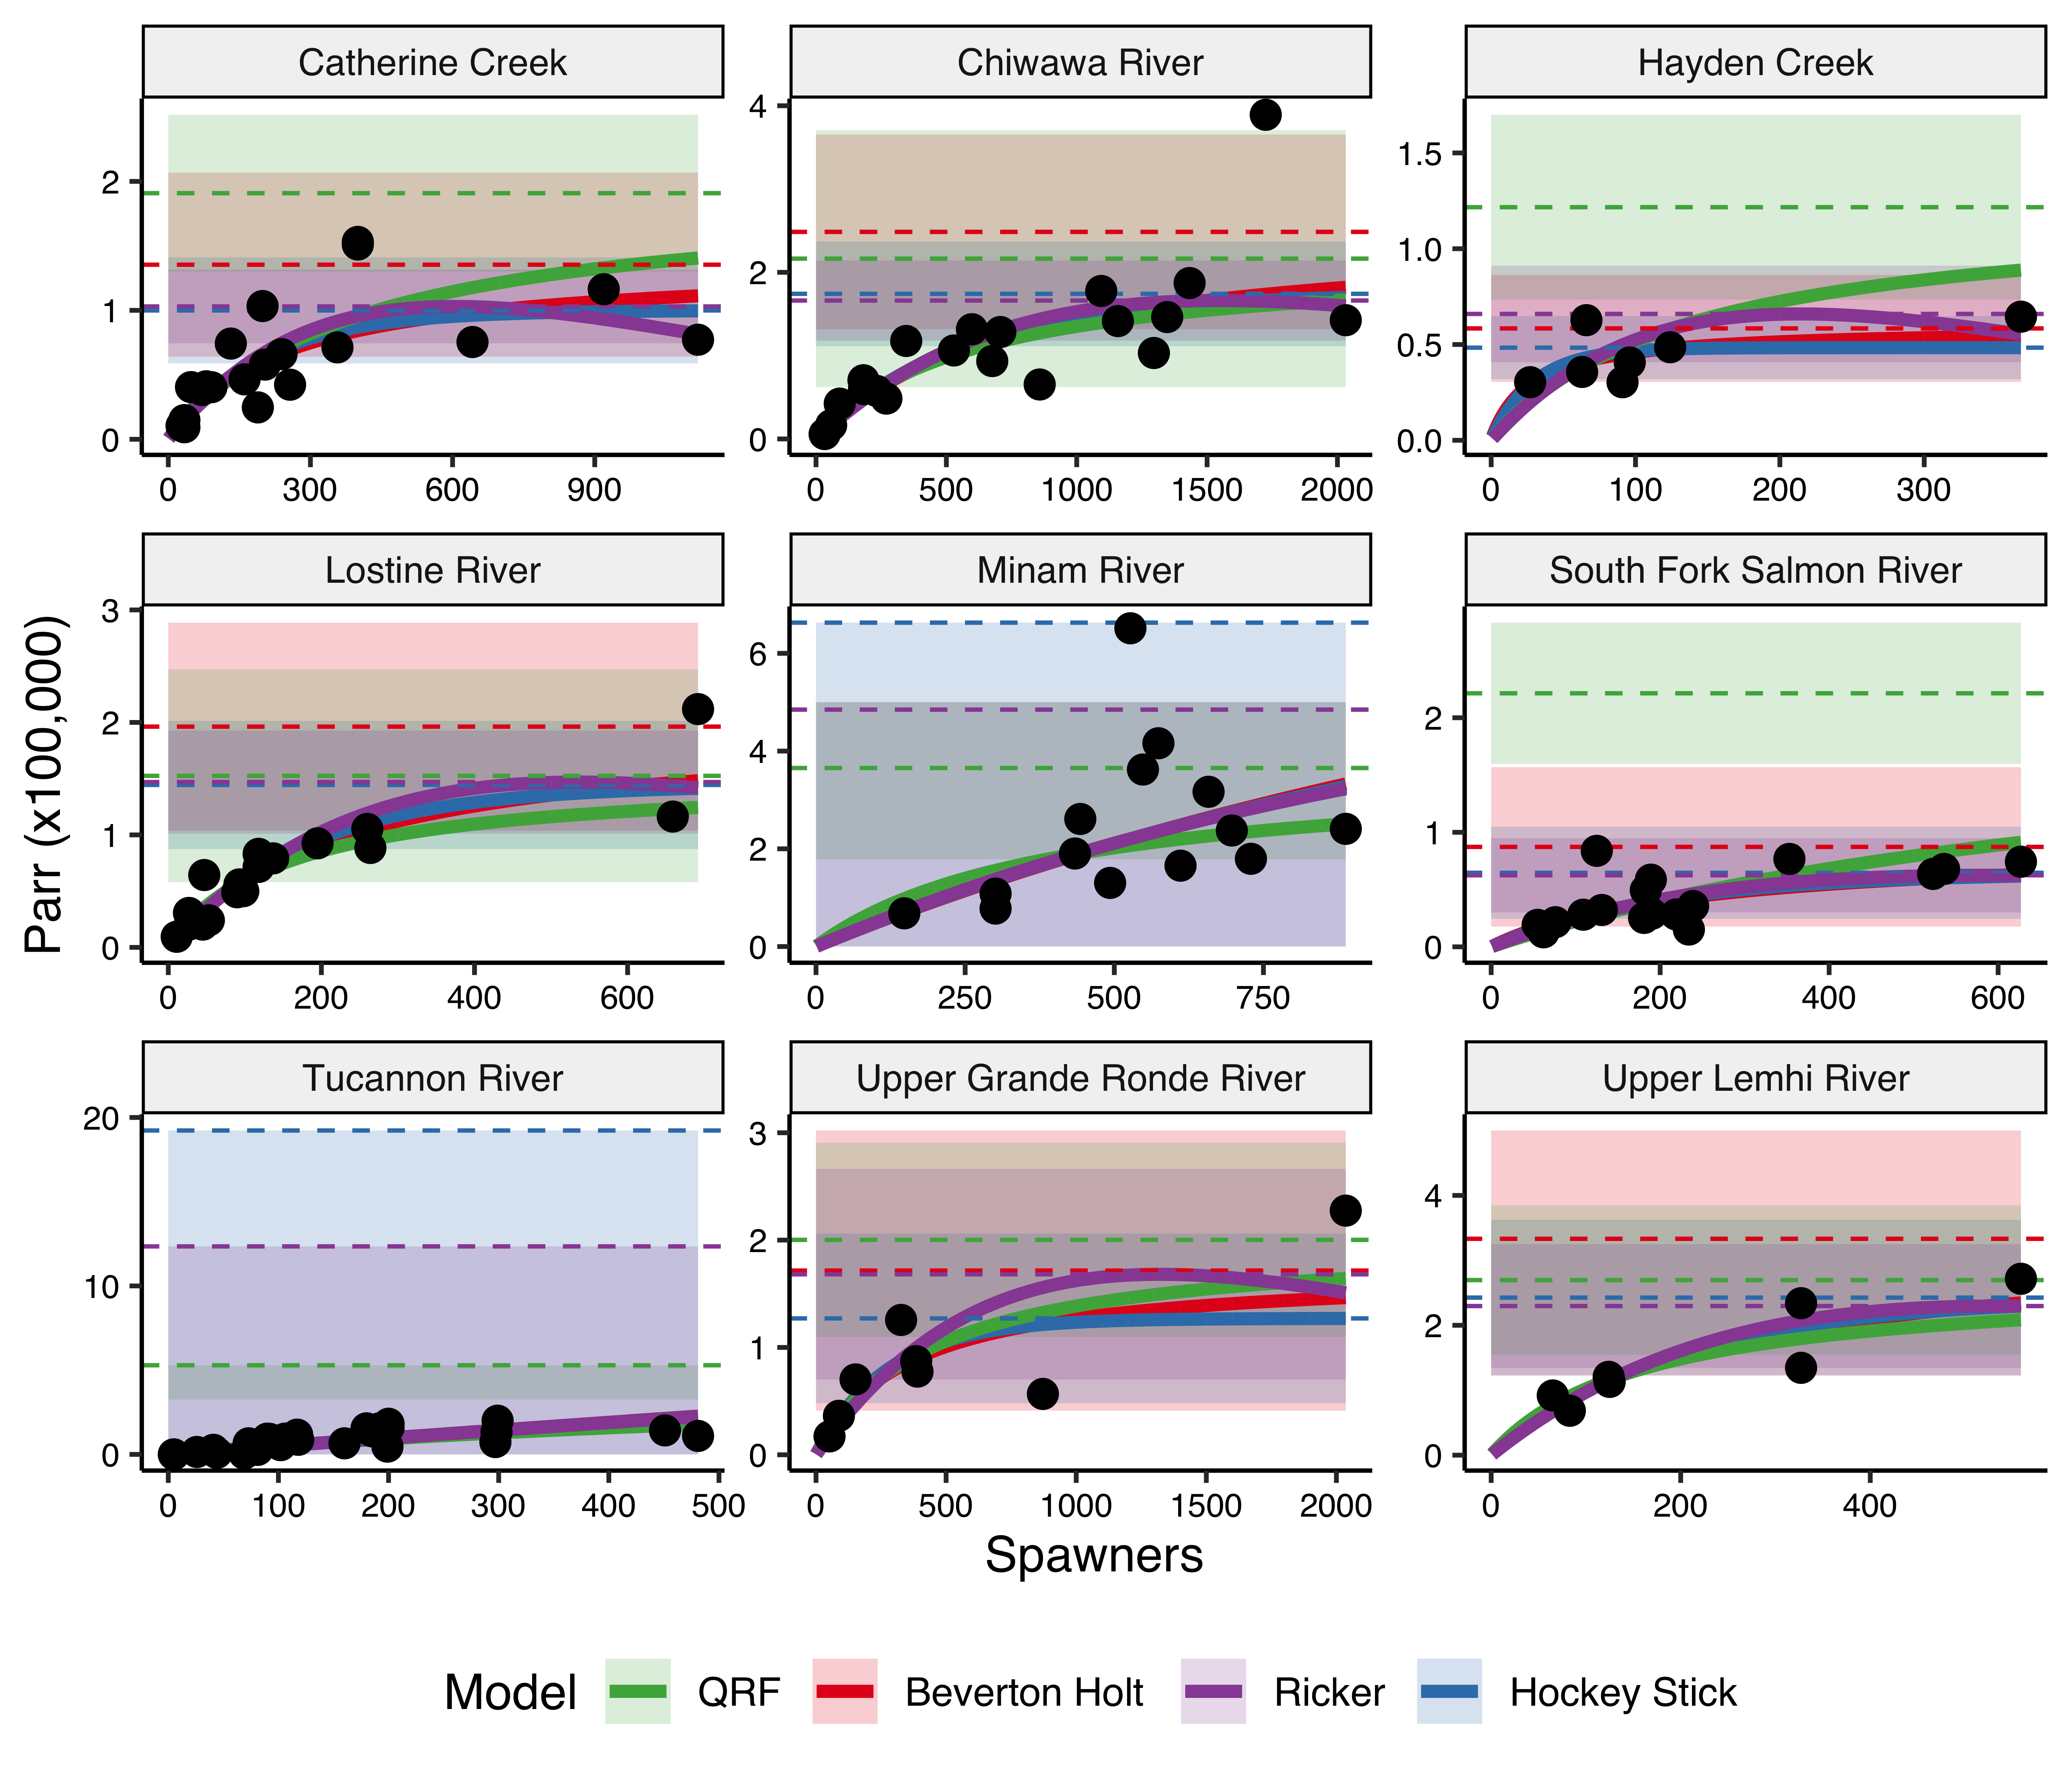 Catherine Creek
Chiwawa River
Hayden Creek
2
1
0
0 300 600 900
4
2
0
0 500 1000 1500 2000
1.5
1.0
0.5
0.0
0 100 200 300
Lostine River
Minam River
South Fork Salmon River
3
2
1
0
0 200 400 600
6
4
2
0
0 250 500 750
2
1
0
0 200 400 600
Tucannon River
Upper Grande Ronde River
Upper Lemhi River
20
10
0
0 100 200 300 400 500
3
2
1
0
0 500 1000 1500 2000
4
2
0
0 200 400
Parr (x100,000)
Spawners
Model QRF Beverton Holt Ricker Hockey Stick